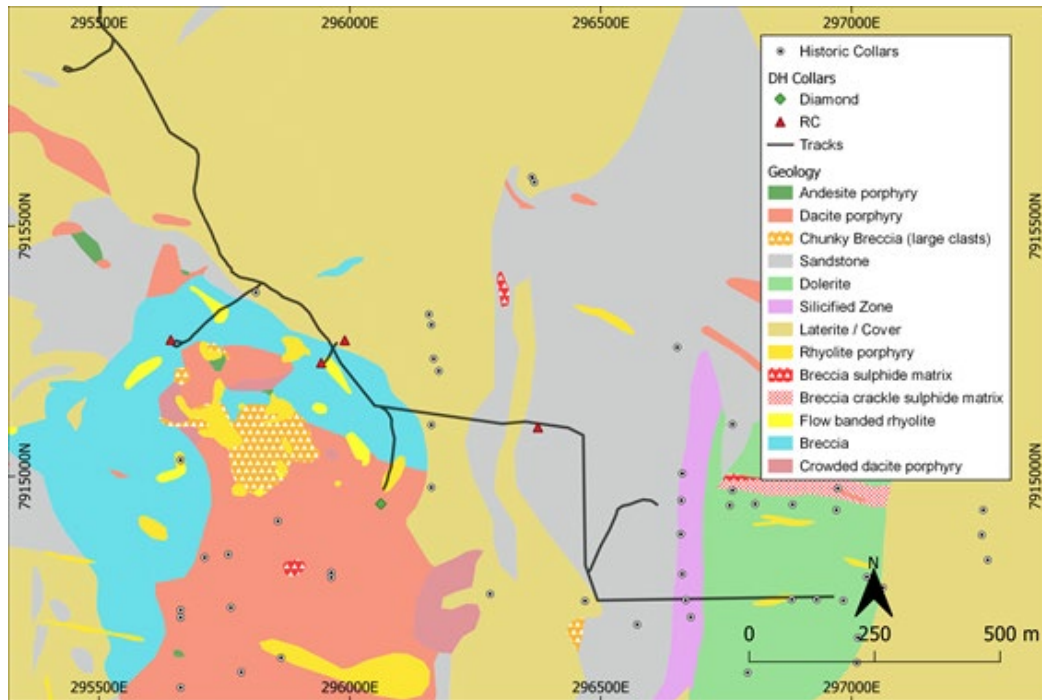 295500E
296000E
296500E
297000E
Historic Collars
DH Collars
Diamond
RC
Tracks
Geology
Andesite porphyry
Dacite porphyry
Chunky Breccia (large clasts)
Sandstone
Dolerite
Silicified Zone
Laterite / Cover
Rhyolite porphyry
Breccia sulphide matrix
Breccia crackle sulphide matrix
Flow banded rhyolite
Breccia
Crowded dacite porphyry
7915500N
7915500N
7915000N
7915000N
N
0 250 500 m
295500E
296000E
296500E
297000E